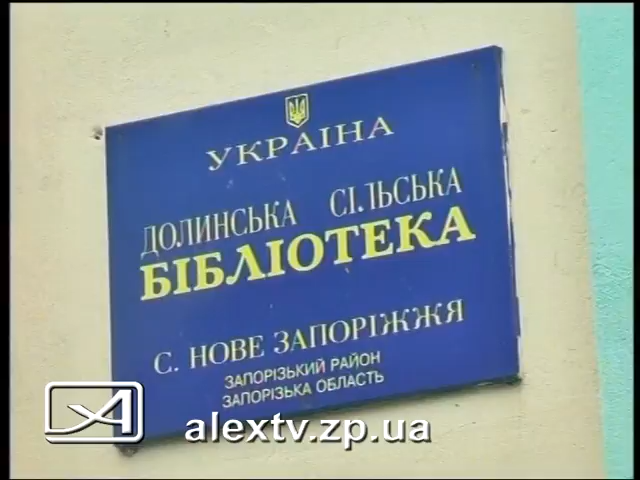 УКРАЇНА
ДОЛИНСЬКА СІЛЬСЬКА
БІБЛІОТЕКА
С. НОВЕ ЗАПОРІЖЖЯ
ЗАПОРІЗЬКИЙ РАЙОН
ЗАПОРІЗЬКА ОБЛАСТЬ
alextv.zp.ua